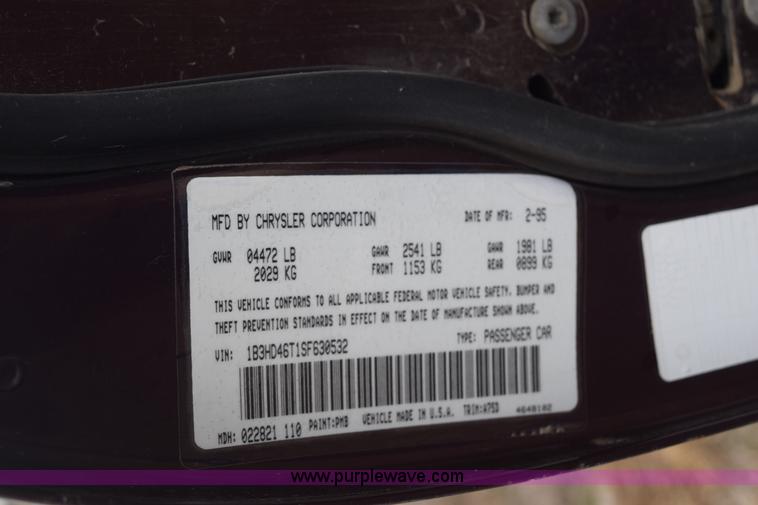 MFD BY CHRYSLER CORPORATION DATE OF MFR: 2-95
GVWR 04472 LB GAWR 2541 LB GAWR 1981 LB
2029 KG FRONT 1153 KG REAR 0899 KG
THIS VEHICLE CONFORMS TO ALL APPLICABLE FEDERAL MOTOR VEHICLE SAFETY, BUMPER AND
THEFT PREVENTION STANDARDS IN EFFECT ON THE DATE OF MANUFACTURE SHOWN ABOVE.
VIN: 1B3HD46T1SF630532 TYPE: PASSENGER CAR
MDH: 022821 110 PAINT:PMB VEHICLE MADE IN U.S.A. TRIM:A7SD 4648102
www.purplewave.com